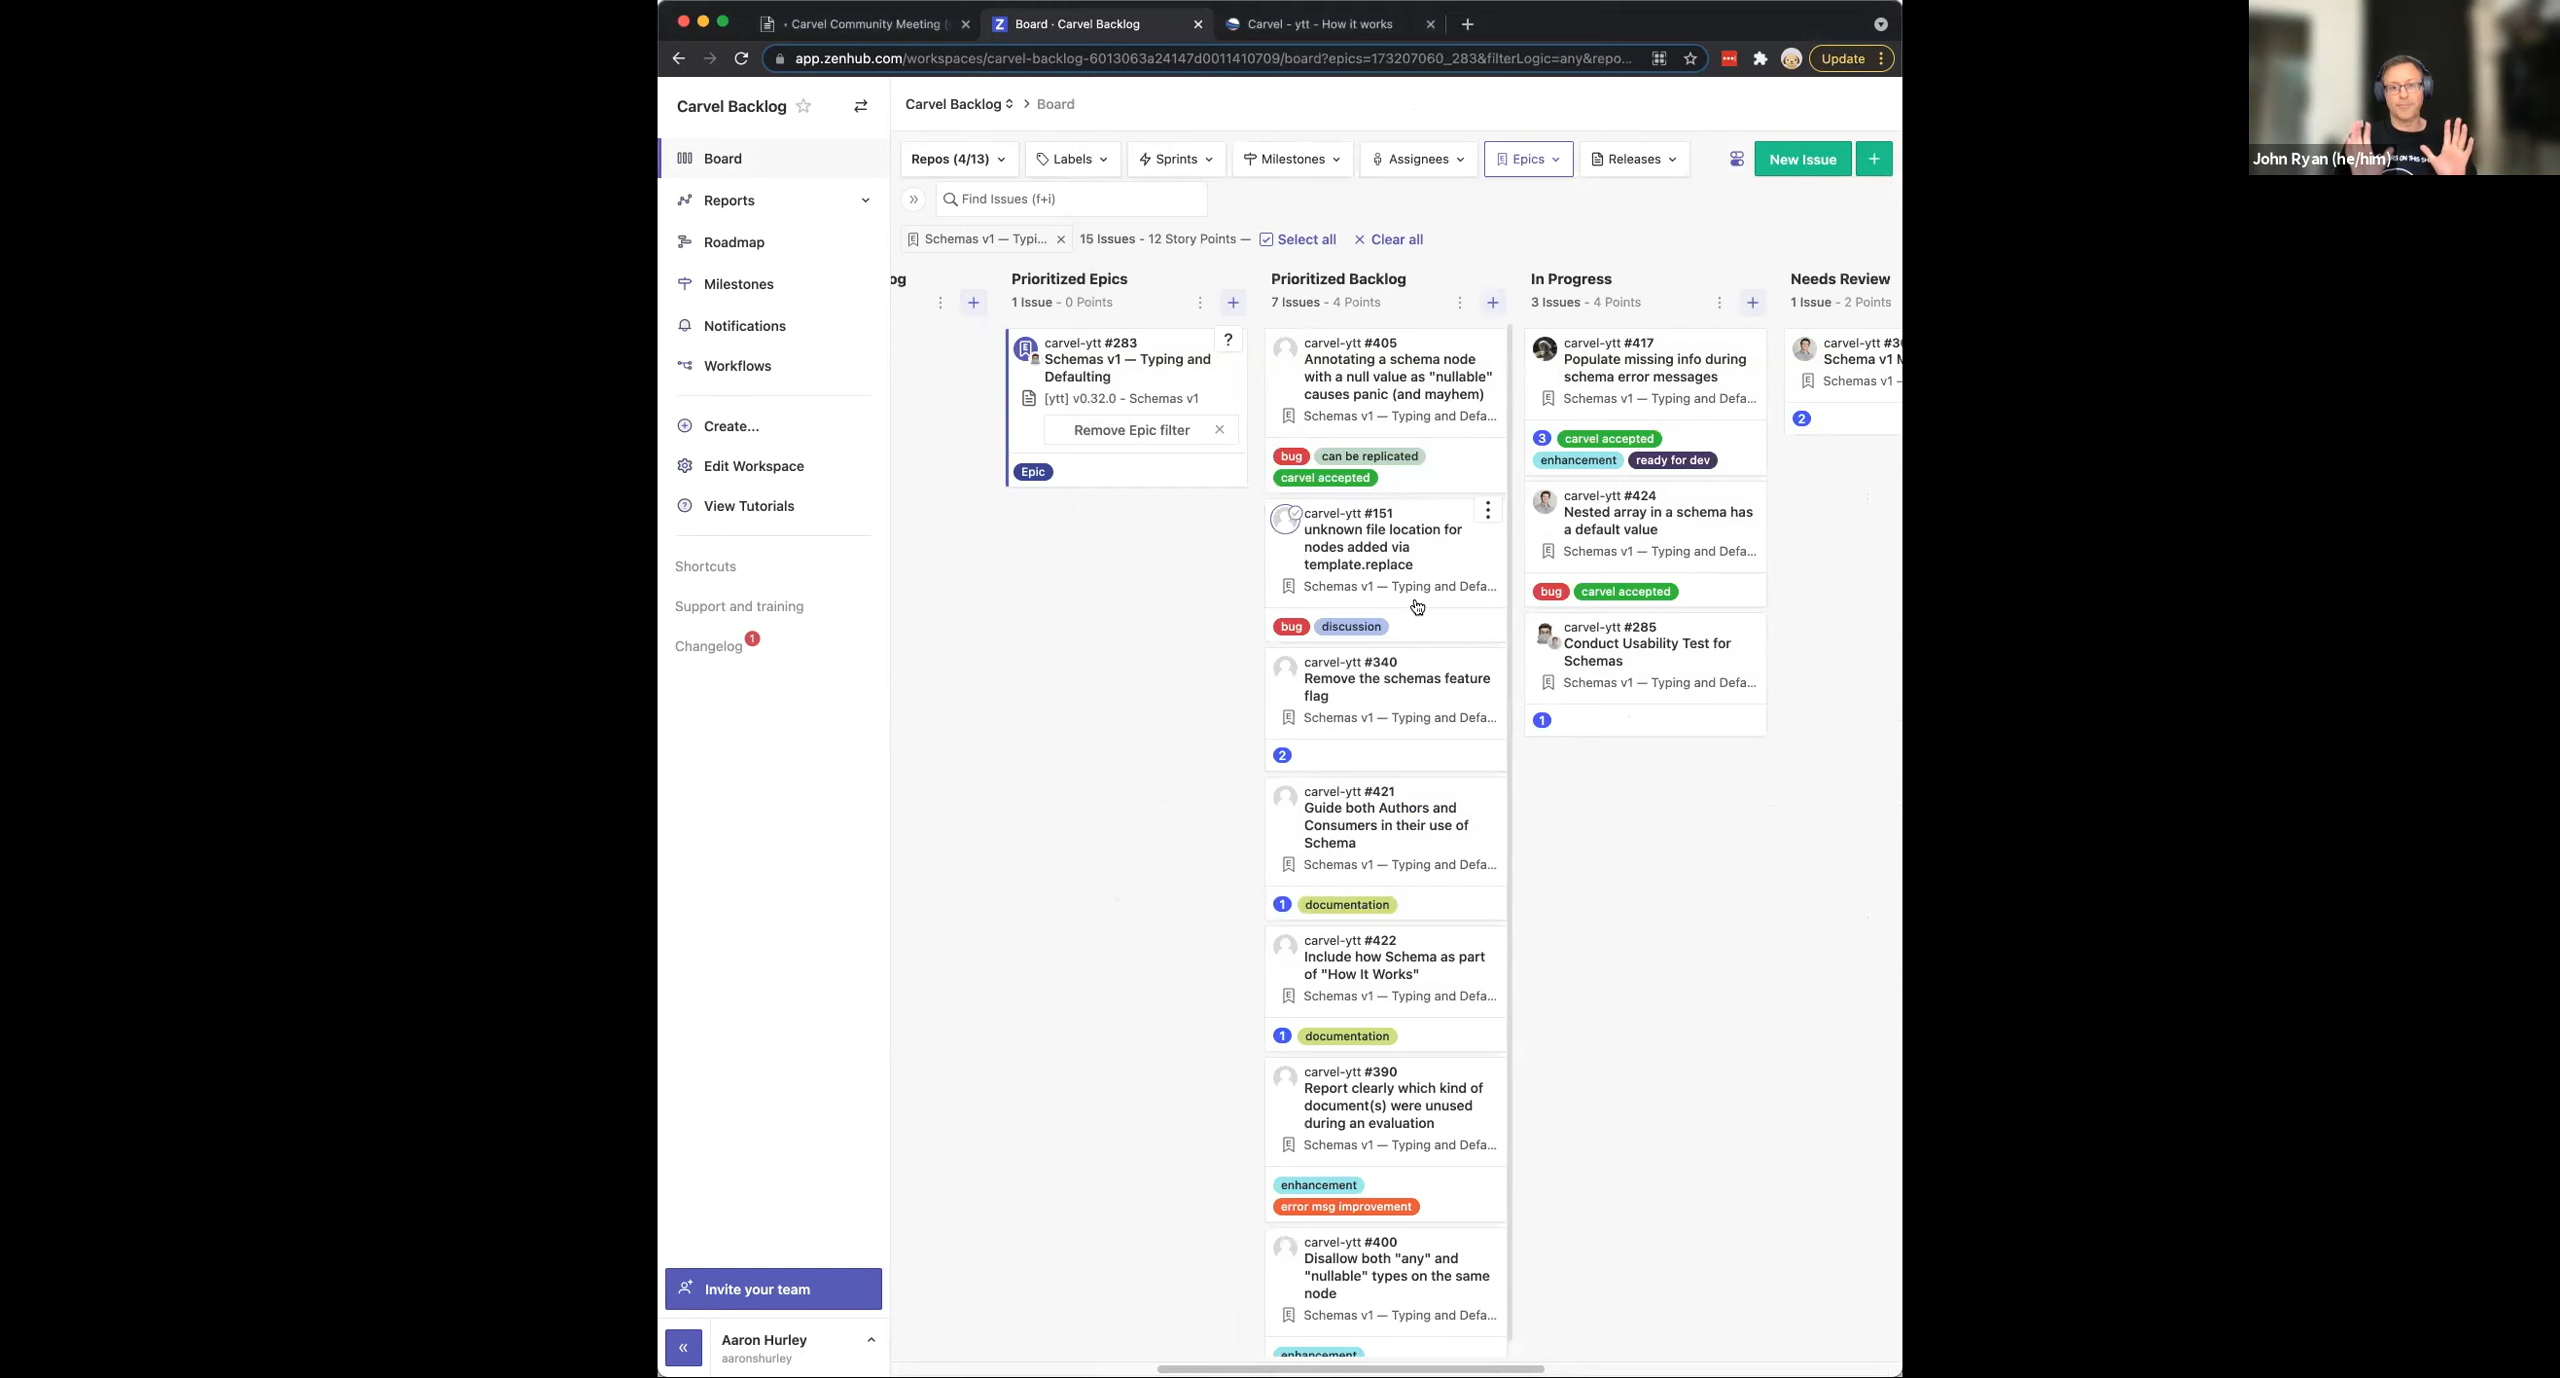 Carvel Community Meeting (
Board · Carvel Backlog
Carvel - ytt - How it works
app.zenhub.com/workspaces/carvel-backlog-6013063a24147d0011410709/board?epics=173207060_283&filterLogic=any&repo...
Update
John Ryan (he/him)
Carvel Backlog
Carvel Backlog > Board
Board
Reports
Roadmap
Milestones
Notifications
Workflows
Create...
Edit Workspace
View Tutorials
Shortcuts
Support and training
Changelog 1
Invite your team
Aaron Hurley
aaronshurley
Repos (4/13)
Labels
Sprints
Milestones
Assignees
Epics
Releases
New Issue
Find Issues (f+i)
Schemas v1 — Typi...
15 Issues - 12 Story Points —
Select all
Clear all
og
Prioritized Epics
1 Issue - 0 Points
carvel-ytt #283
?
Schemas v1 — Typing and
Defaulting
[ytt] v0.32.0 - Schemas v1
Remove Epic filter
Epic
Prioritized Backlog
7 Issues - 4 Points
carvel-ytt #405
Annotating a schema node
with a null value as "nullable"
causes panic (and mayhem)
Schemas v1 — Typing and Defa...
bug can be replicated
carvel accepted
carvel-ytt #151
unknown file location for
nodes added via
template.replace
Schemas v1 — Typing and Defa...
bug discussion
carvel-ytt #340
Remove the schemas feature
flag
Schemas v1 — Typing and Defa...
2
carvel-ytt #421
Guide both Authors and
Consumers in their use of
Schema
Schemas v1 — Typing and Defa...
1 documentation
carvel-ytt #422
Include how Schema as part
of "How It Works"
Schemas v1 — Typing and Defa...
1 documentation
carvel-ytt #390
Report clearly which kind of
document(s) were unused
during an evaluation
Schemas v1 — Typing and Defa...
enhancement
error msg improvement
carvel-ytt #400
Disallow both "any" and
"nullable" types on the same
node
Schemas v1 — Typing and Defa...
enhancement
In Progress
3 Issues - 4 Points
carvel-ytt #417
Populate missing info during
schema error messages
Schemas v1 — Typing and Defa...
3 carvel accepted
enhancement ready for dev
carvel-ytt #424
Nested array in a schema has
a default value
Schemas v1 — Typing and Defa...
bug carvel accepted
carvel-ytt #285
Conduct Usability Test for
Schemas
Schemas v1 — Typing and Defa...
1
Needs Review
1 Issue - 2 Points
carvel-ytt #3
Schema v1
Schemas v1 –
2